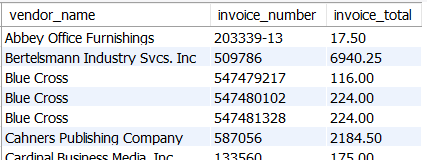 vendor_name invoice_number invoice_total
Abbey Office Furnishings 203339-13 17.50
Bertelsmann Industry Svcs. Inc 509786 6940.25
Blue Cross 547479217 116.00
Blue Cross 547480102 224.00
Blue Cross 547481328 224.00
Cahners Publishing Company 587056 2184.50
Cardinal Business Media, Inc. 133560 175.00